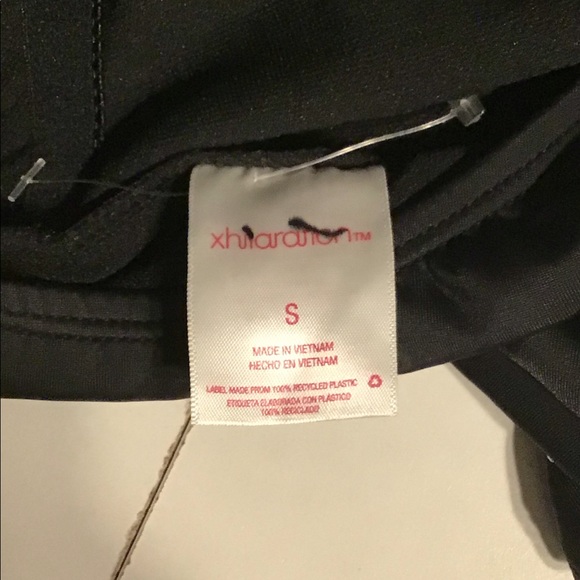 xhilaration™
S
MADE IN VIETNAM
HECHO EN VIETNAM
LABEL MADE FROM 100% RECYCLED PLASTIC
ETIQUETA ELABORADA CON PLÁSTICO
100% RECICLADO